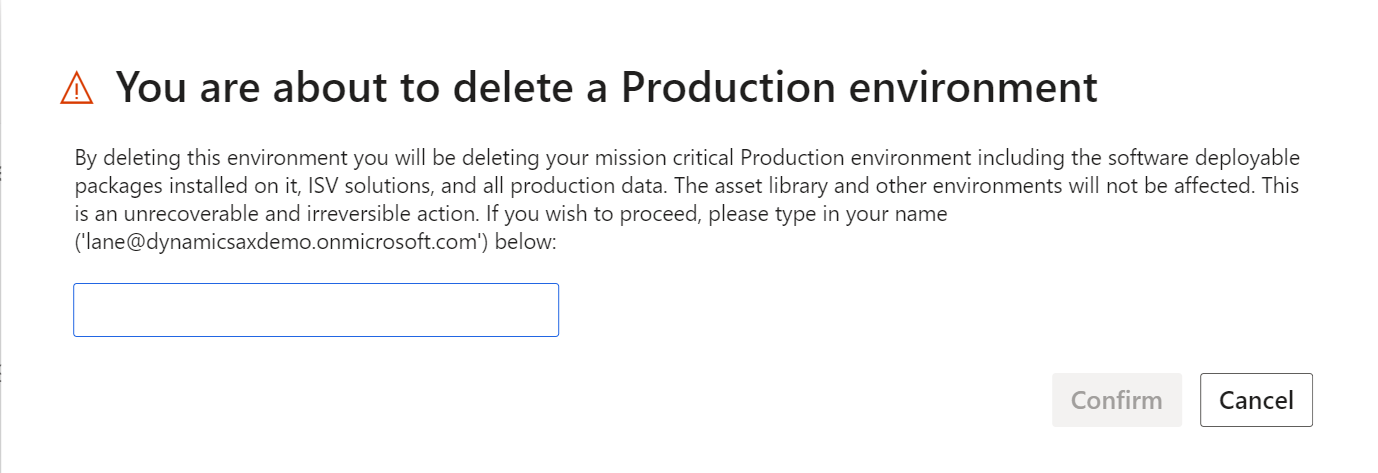 You are about to delete a Production environment
By deleting this environment you will be deleting your mission critical Production environment including the software deployable
packages installed on it, ISV solutions, and all production data. The asset library and other environments will not be affected. This
is an unrecoverable and irreversible action. If you wish to proceed, please type in your name
('lane@dynamicsaxdemo.onmicrosoft.com') below:
Confirm
Cancel